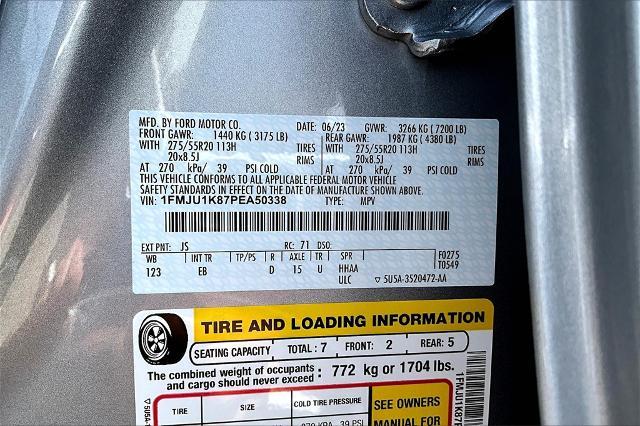 MFD. BY FORD MOTOR CO. DATE: 06/23 GVWR: 3266 KG ( 7200 LB)
FRONT GAWR: 1440 KG ( 3175 LB) REAR GAWR: 1987 KG ( 4380 LB)
WITH 275/55R20 113H TIRES WITH 275/55R20 113H TIRES
20x8.5J RIMS 20x8.5J RIMS
AT 270 kPa/ 39 PSI COLD AT 270 kPa/ 39 PSI COLD
THIS VEHICLE CONFORMS TO ALL APPLICABLE FEDERAL MOTOR VEHICLE
SAFETY STANDARDS IN EFFECT ON THE DATE OF MANUFACTURE SHOWN ABOVE.
VIN: 1FMJU1K87PEA50338 TYPE: MPV
EXT PNT: JS RC: 71 DSO:
WB INT TR TP/PS R AXLE TR SPR F0275
123 EB D 15 U HHAA T0549
ULC ▽ 5U5A-3520472-AA
TIRE AND LOADING INFORMATION
SEATING CAPACITY TOTAL : 7 FRONT: 2 REAR: 5
The combined weight of occupants
and cargo should never exceed : 772 kg or 1704 lbs.
TIRE SIZE COLD TIRE PRESSURE SEE OWNERS
MANUAL FOR
270 KPA, 39 PSI
▽ 5U5A-
1FMJU1K87P